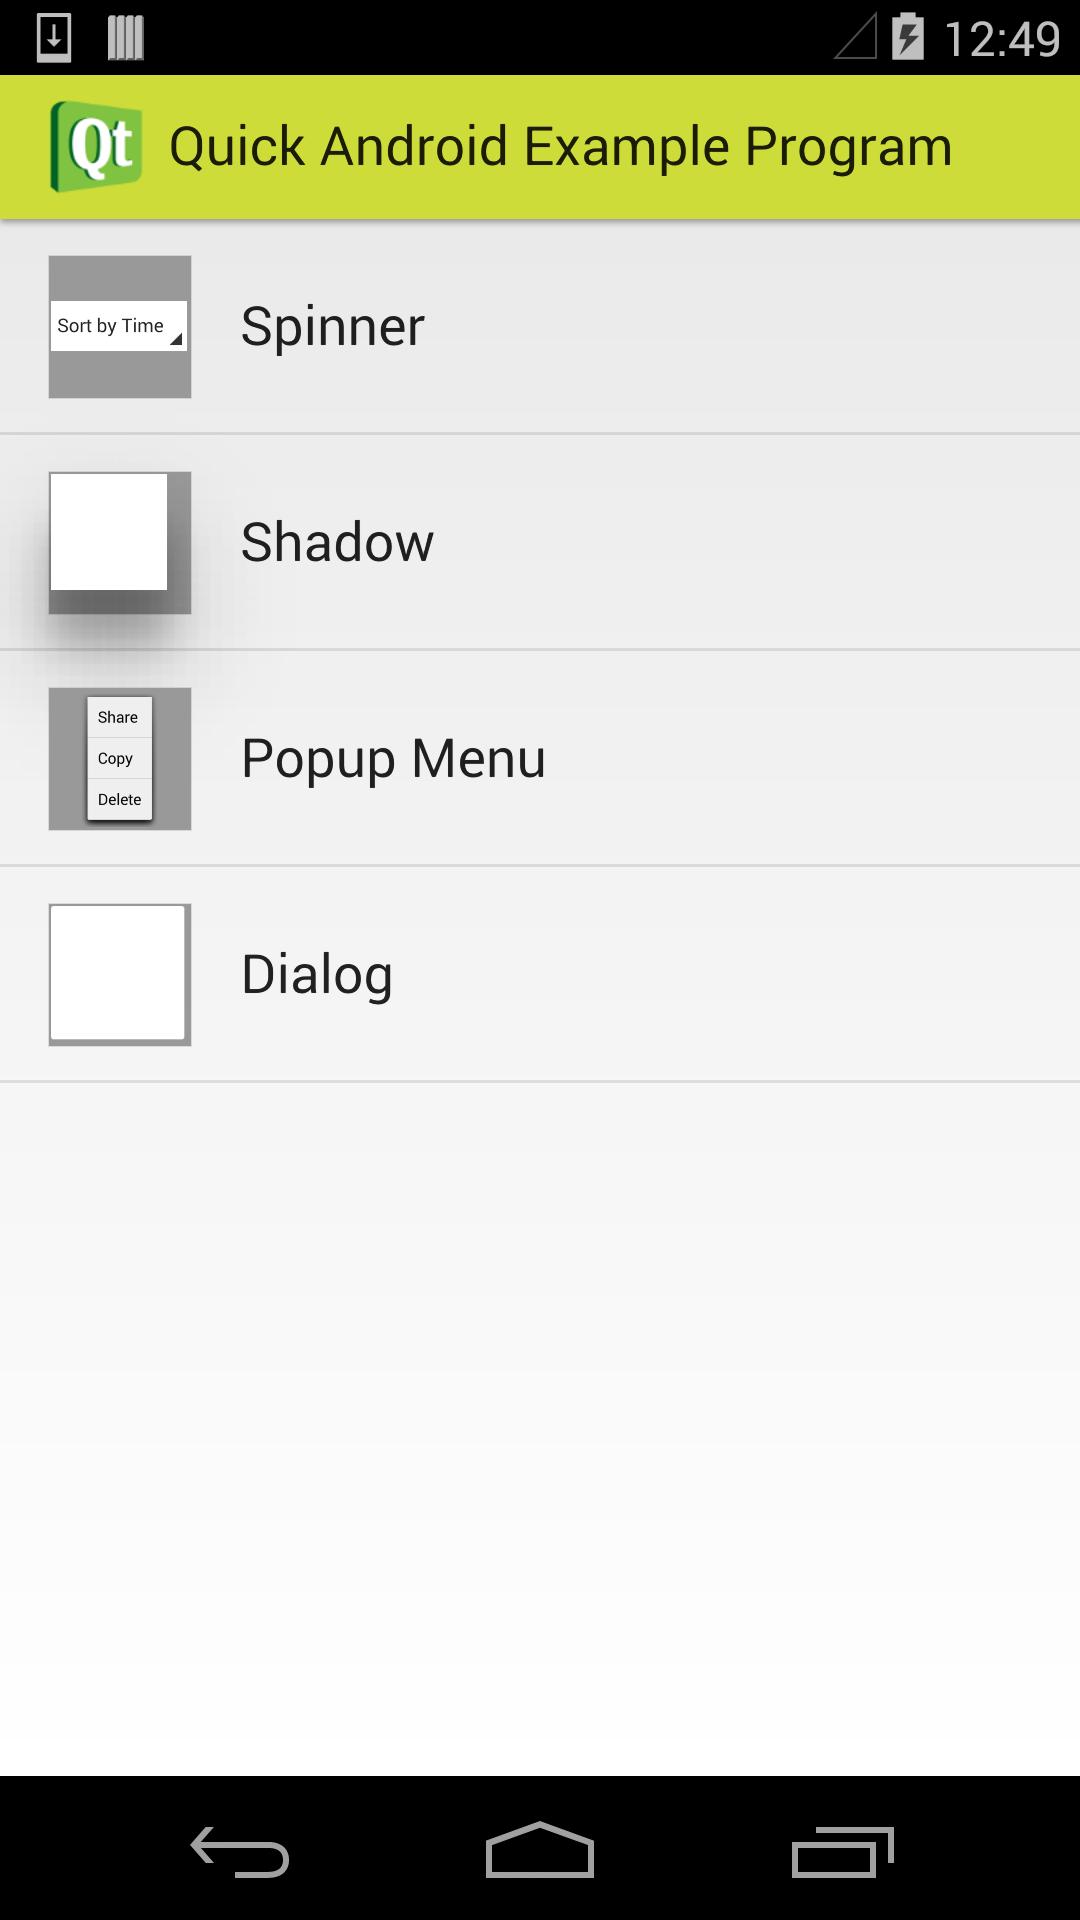 12:49
Qt Quick Android Example Program
Sort by Time
Spinner
Shadow
Share
Copy
Delete
Popup Menu
Dialog